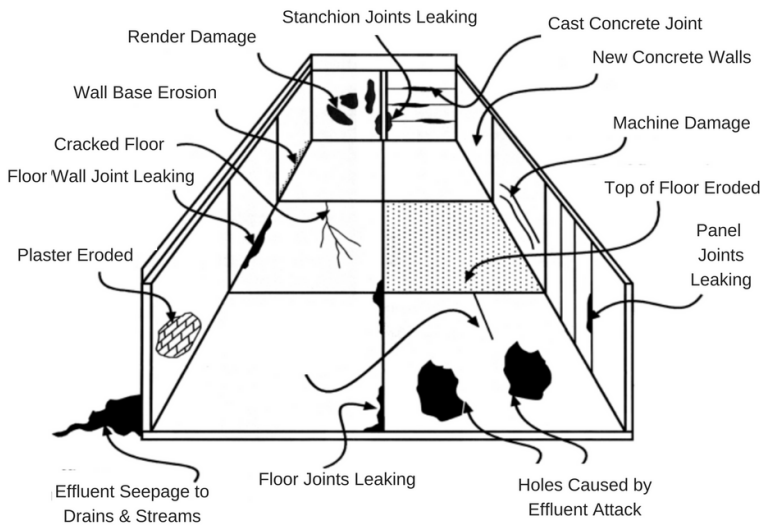 Stanchion Joints Leaking
Cast Concrete Joint
Render Damage
New Concrete Walls
Wall Base Erosion
Machine Damage
Cracked Floor
Floor Wall Joint Leaking
Top of Floor Eroded
Panel
Joints
Leaking
Plaster Eroded
Floor Joints Leaking
Holes Caused by
Effluent Attack
Effluent Seepage to
Drains & Streams